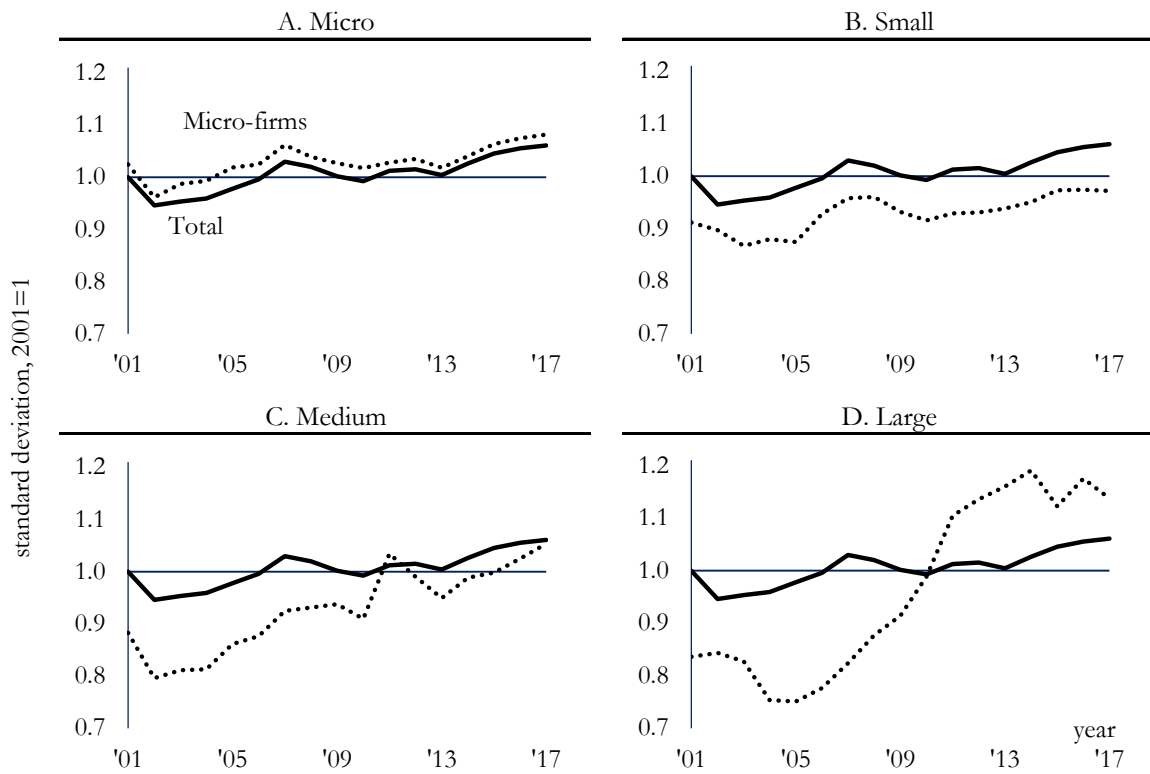 A. Micro
B. Small
1.2
1.1
1.0
0.9
0.8
0.7
Micro-firms
Total
'01 '05 '09 '13 '17
1.2
1.1
1.0
0.9
0.8
0.7
'01 '05 '09 '13 '17
standard deviation, 2001=1
C. Medium
D. Large
1.2
1.1
1.0
0.9
0.8
0.7
'01 '05 '09 '13 '17
1.2
1.1
1.0
0.9
0.8
0.7
year
'01 '05 '09 '13 '17